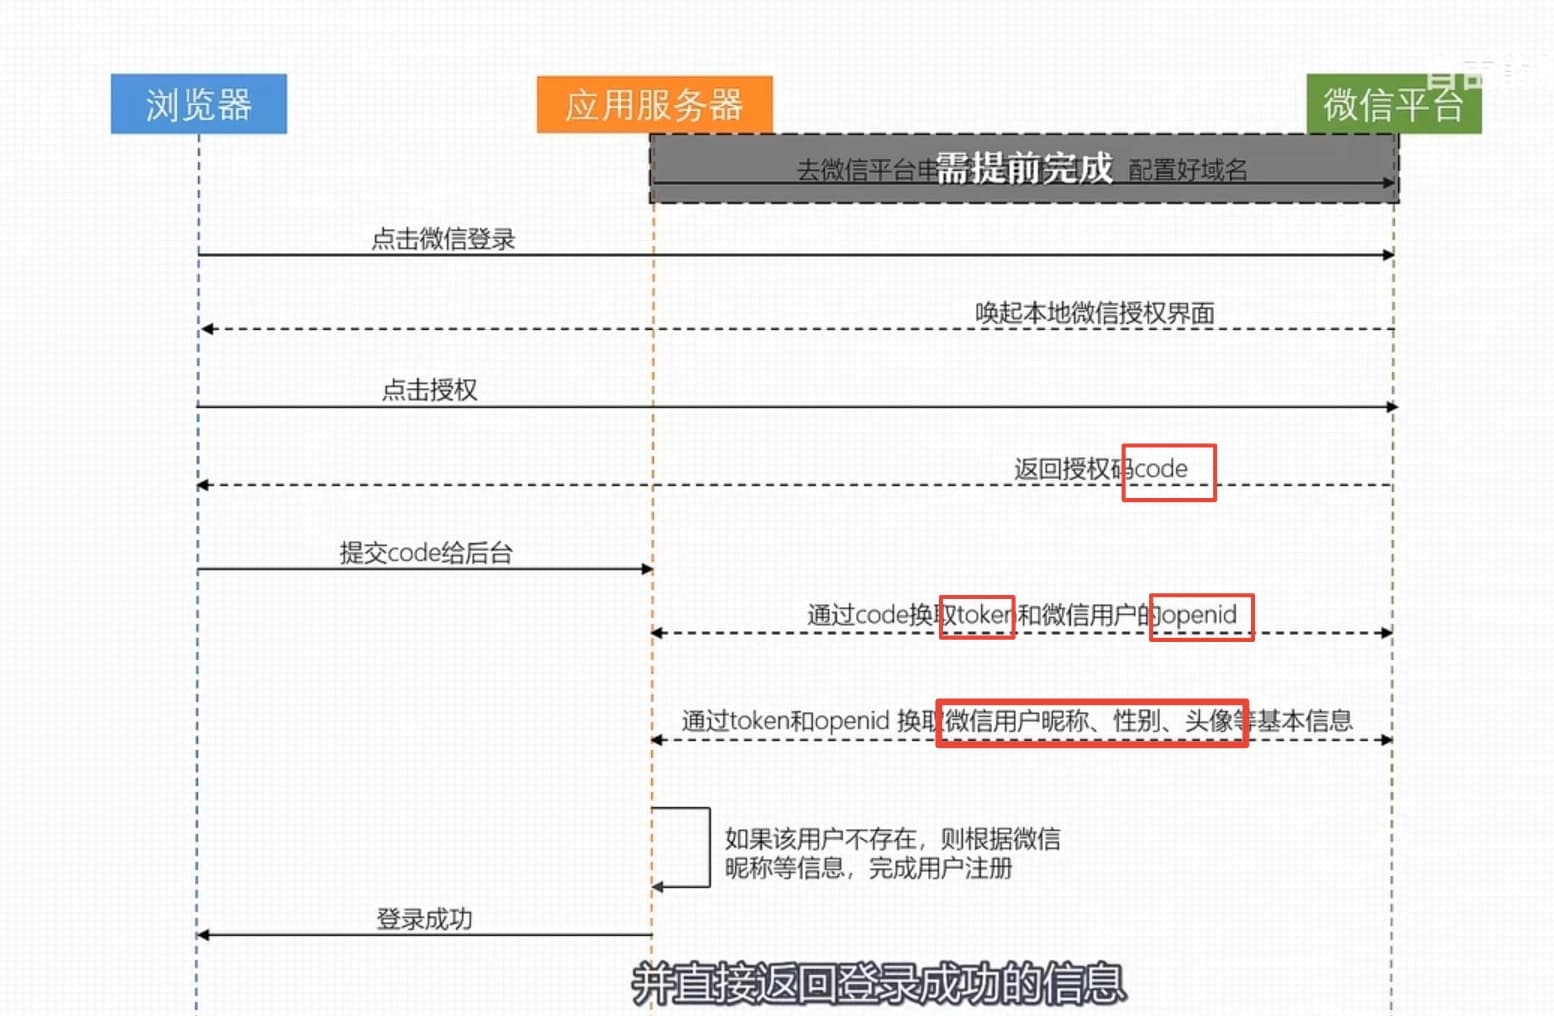 浏览器
应用服务器
微信平台
去微信平台申
需提前完成
配置好域名
点击微信登录
唤起本地微信授权界面
点击授权
返回授权码code
提交code给后台
通过code换取token和微信用户的openid
通过token和openid 换取微信用户昵称、性别、头像等基本信息
如果该用户不存在，则根据微信
昵称等信息，完成用户注册
登录成功
并直接返回登录成功的信息